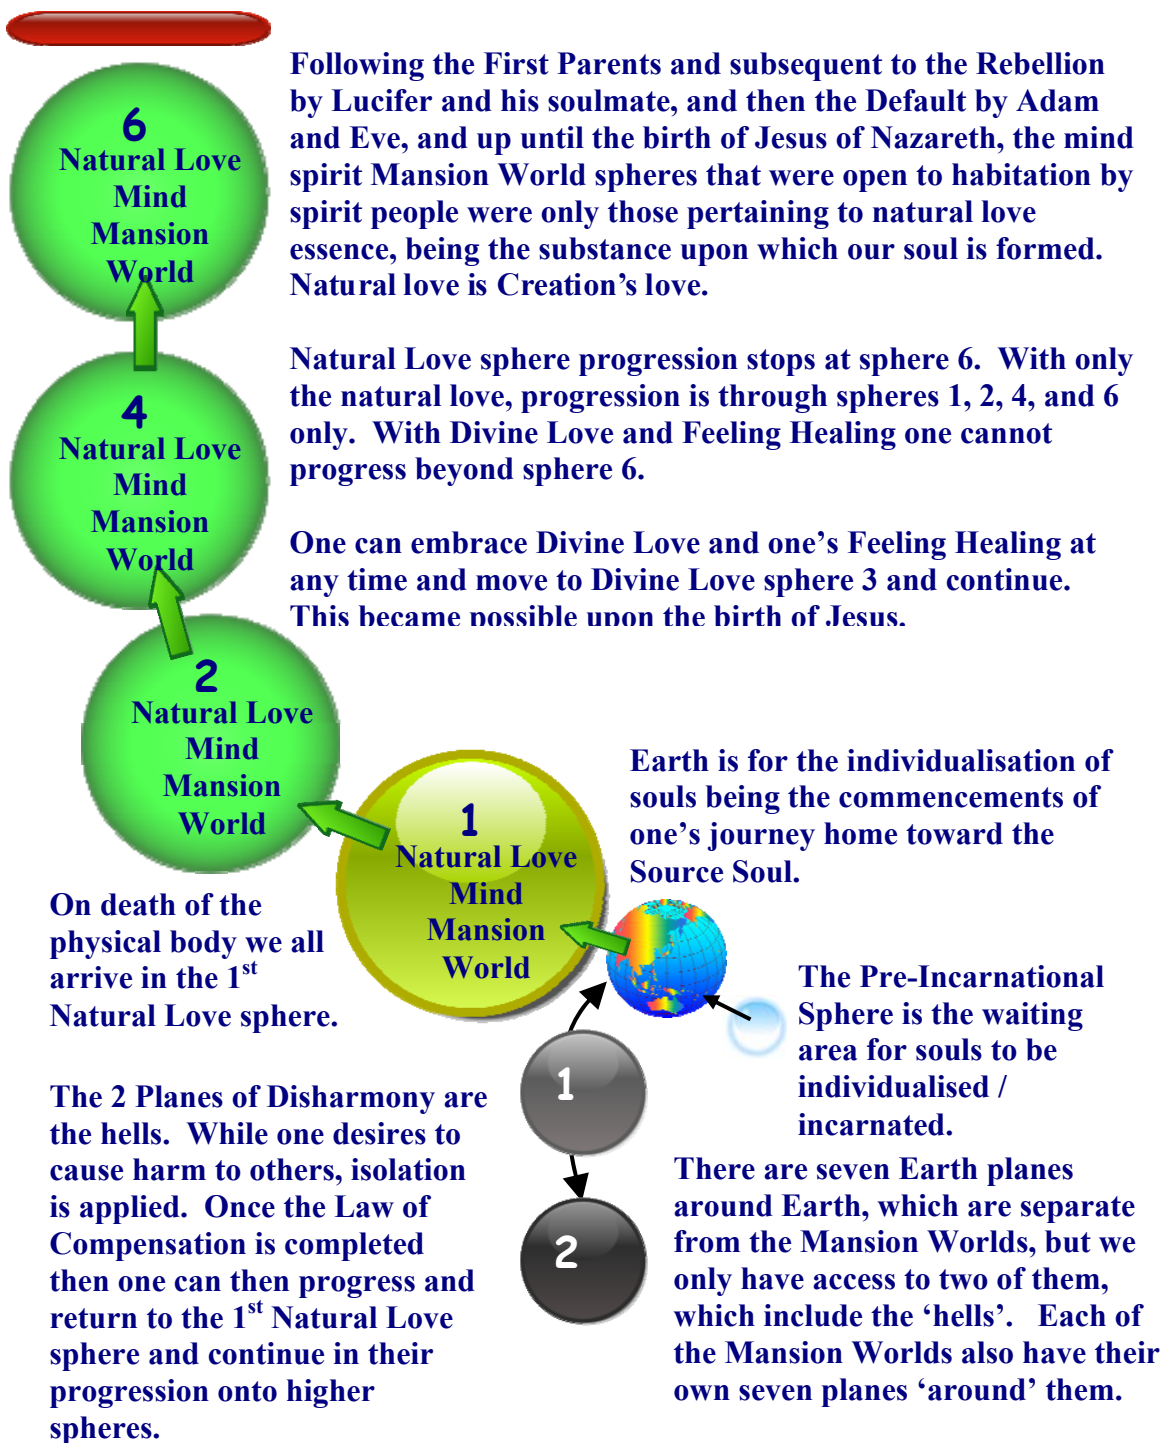 Following the First Parents and subsequent to the Rebellion
by Lucifer and his soulmate, and then the Default by Adam
and Eve, and up until the birth of Jesus of Nazareth, the mind
spirit Mansion World spheres that were open to habitation by
spirit people were only those pertaining to natural love
essence, being the substance upon which our soul is formed.
Natural love is Creation’s love.
Natural Love sphere progression stops at sphere 6.  With only
the natural love, progression is through spheres 1, 2, 4, and 6
only.  With Divine Love and Feeling Healing one cannot
progress beyond sphere 6.
One can embrace Divine Love and one’s Feeling Healing at
any time and move to Divine Love sphere 3 and continue.
This became possible upon the birth of Jesus.
6
Natural Love
Mind
Mansion
World
4
Natural Love
Mind
Mansion
World
2
Natural Love
Mind
Mansion
World
1
Natural Love
Mind
Mansion
World
Earth is for the individualisation of
souls being the commencements of
one’s journey home toward the
Source Soul.
On death of the
physical body we all
arrive in the 1st
Natural Love sphere.
The Pre-Incarnational
Sphere is the waiting
area for souls to be
individualised /
incarnated.
1
2
The 2 Planes of Disharmony are
the hells.  While one desires to
cause harm to others, isolation
is applied.  Once the Law of
Compensation is completed
then one can then progress and
return to the 1st Natural Love
sphere and continue in their
progression onto higher
spheres.
There are seven Earth planes
around Earth, which are separate
from the Mansion Worlds, but we
only have access to two of them,
which include the ‘hells’.   Each of
the Mansion Worlds also have their
own seven planes ‘around’ them.